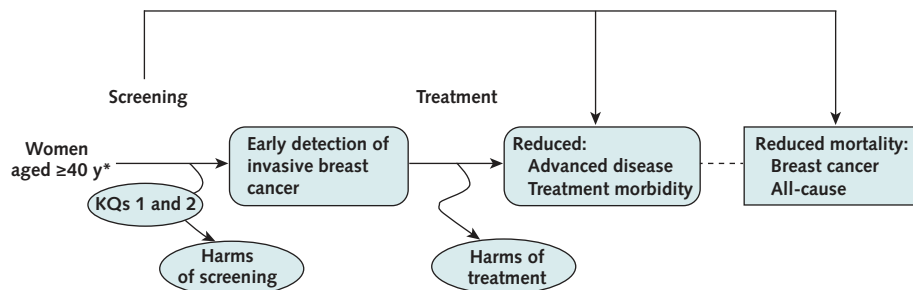 Screening
Treatment
Women
aged ≥40 y*
KQs 1 and 2
Harms
of screening
Early detection of
invasive breast
cancer
Harms of
treatment
Reduced:
Advanced disease
Treatment morbidity
Reduced mortality:
Breast cancer
All-cause